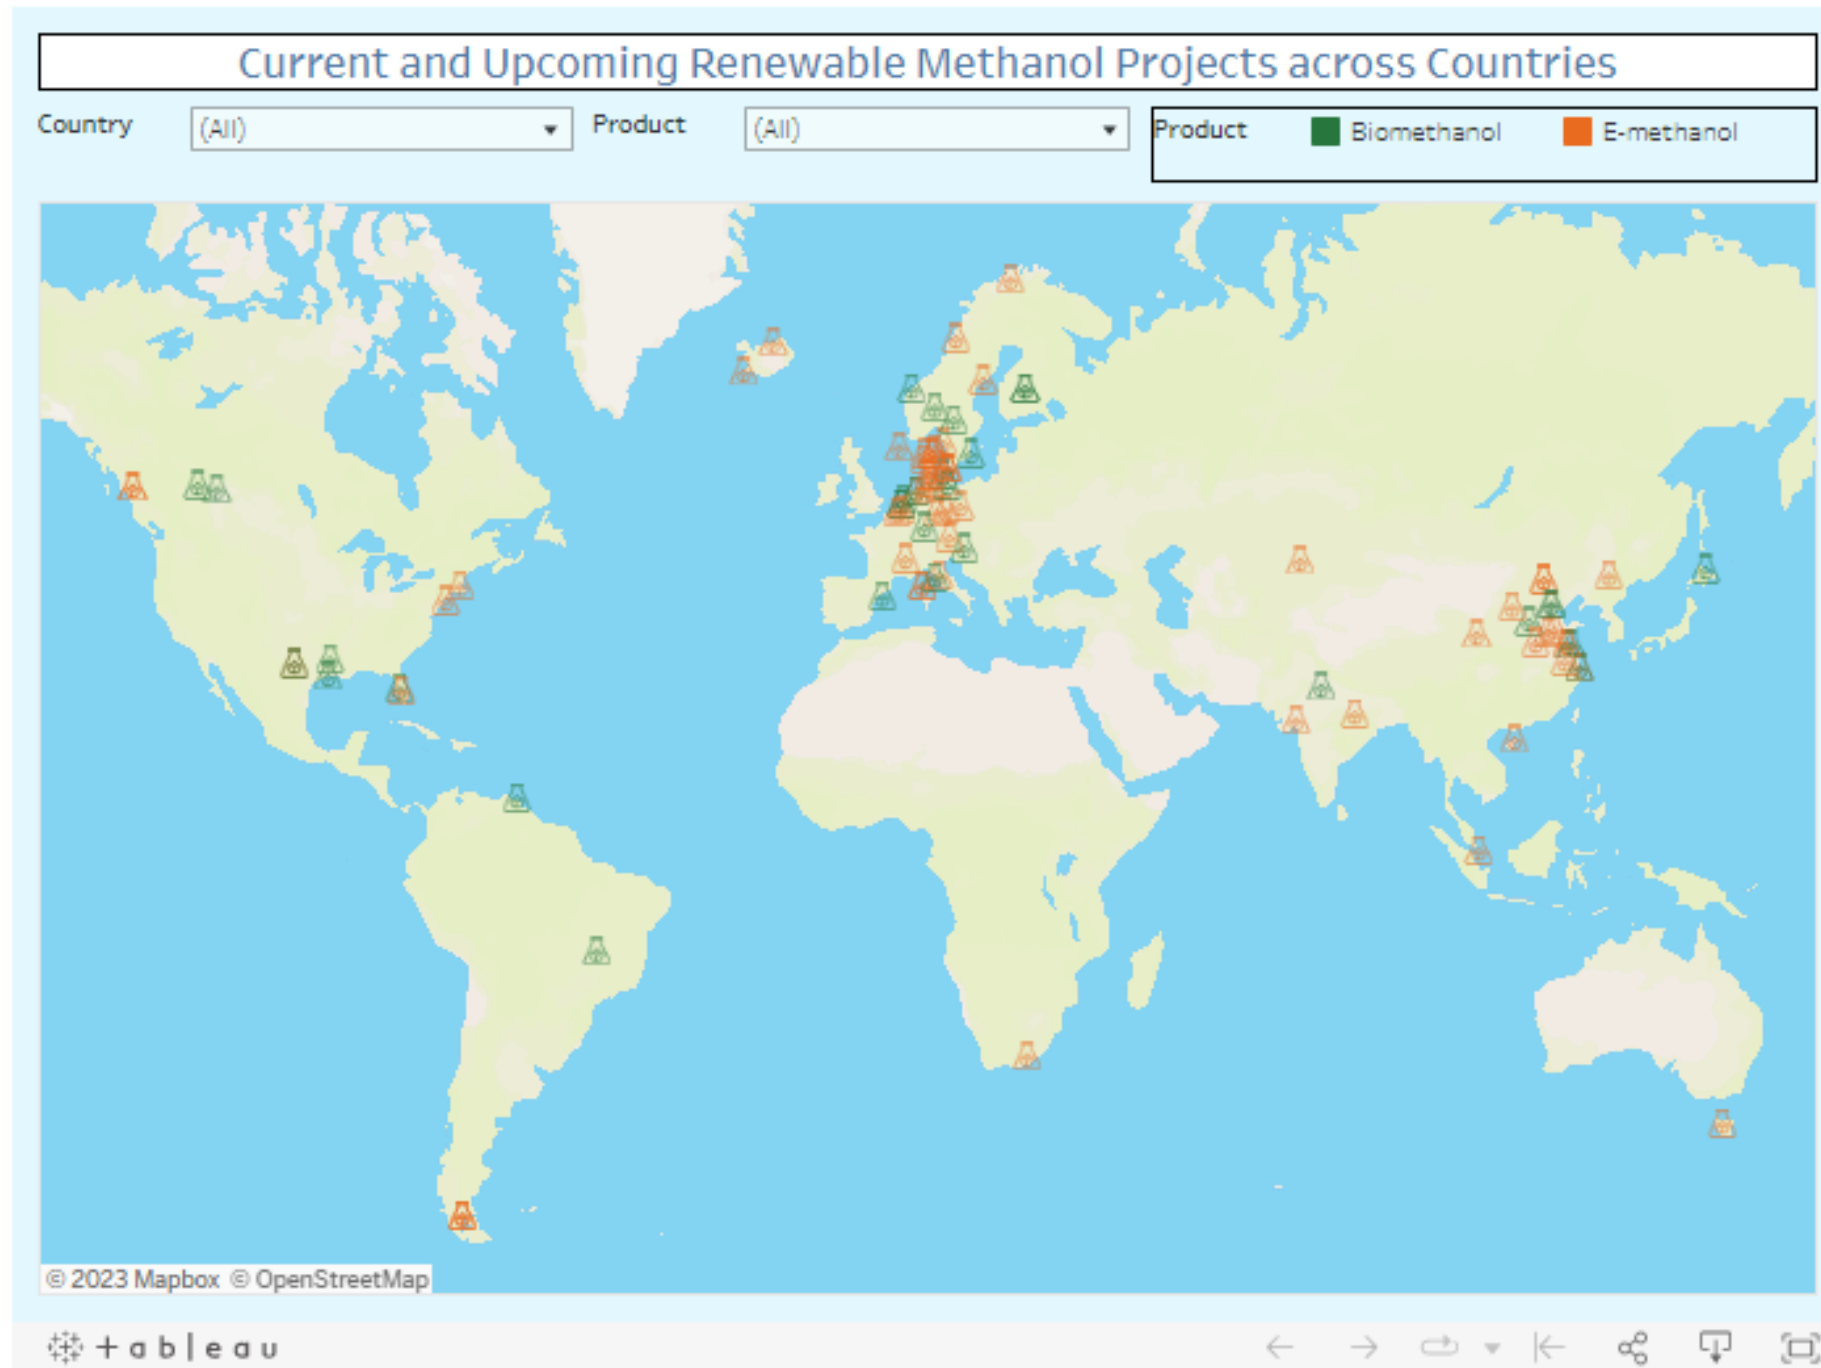 Current and Upcoming Renewable Methanol Projects across Countries
Country (All) Product (All) Product Biomethanol E-methanol
© 2023 Mapbox © OpenStreetMap
+ a b l e a u